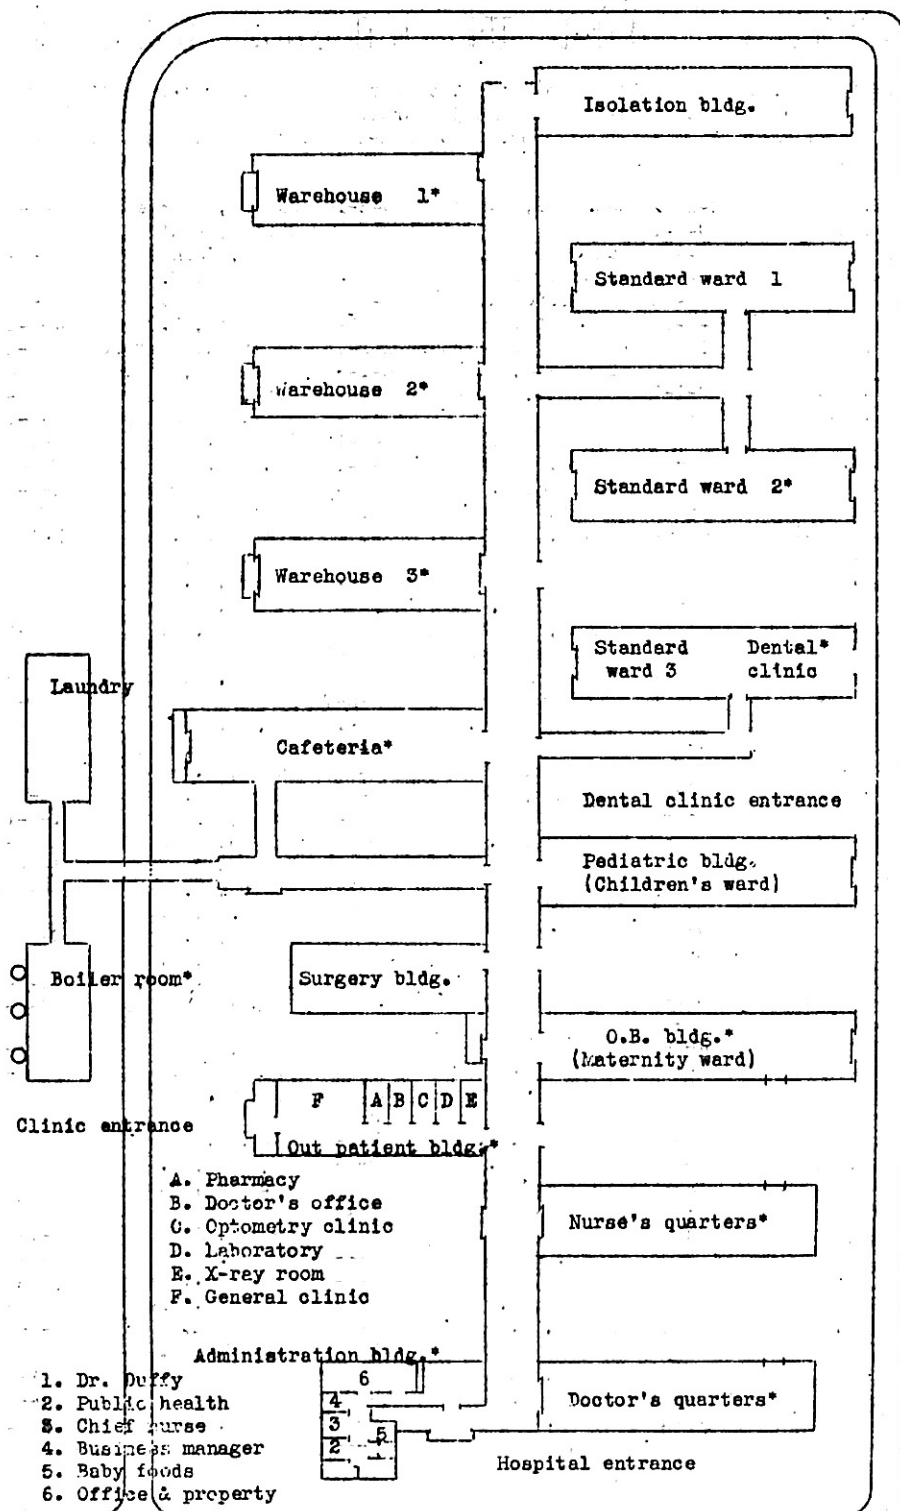 Isolation bldg.
Warehouse 1*
Standard ward 1
Warehouse 2*
Standard ward 2*
Warehouse 3*
Standard ward 3
Dental* clinic
Laundry
Cafeteria*
Dental clinic entrance
Pediatric bldg.
(Children's ward)
Boiler room*
Surgery bldg.
O.B. bldg.*
(Maternity ward)
F A B C D E
Clinic entrance
Out patient bldg.*
A. Pharmacy
B. Doctor's office
C. Optometry clinic
D. Laboratory
E. X-ray room
F. General clinic
Nurse's quarters*
Administration bldg.*
6
4
3
5
2
1. Dr. Duffy
2. Public health
3. Chief nurse
4. Business manager
5. Baby foods
6. Office & property
Doctor's quarters*
Hospital entrance